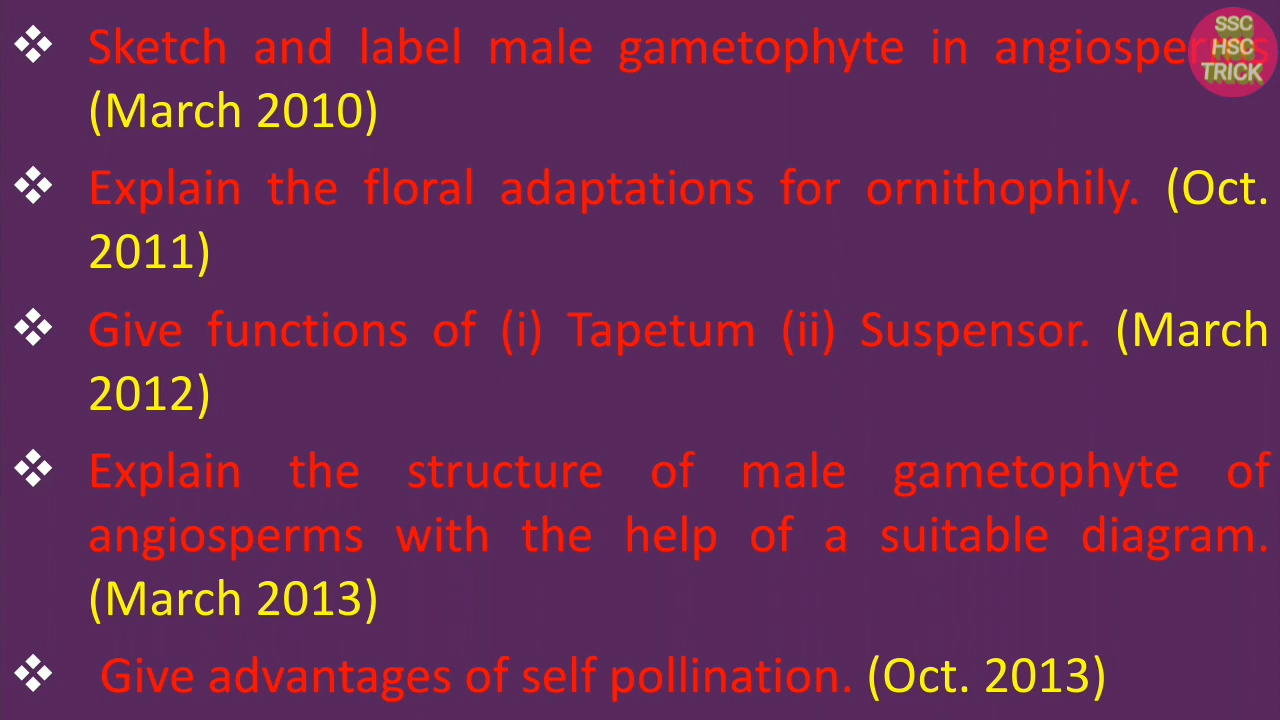 ❖ Sketch and label male gametophyte in angiosperms
(March 2010)
❖ Explain the floral adaptations for ornithophily. (Oct.
2011)
❖ Give functions of (i) Tapetum (ii) Suspensor. (March
2012)
❖ Explain the structure of male gametophyte of
angiosperms with the help of a suitable diagram.
(March 2013)
❖ Give advantages of self pollination. (Oct. 2013)
SSC
HSC
TRICK